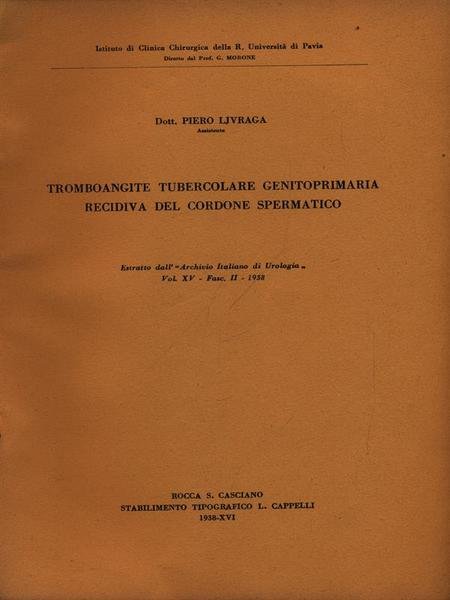 Istituto di Clinica Chirurgica della R. Università di Pavia
Diretto dal Prof. G. MORONE
Dott. PIERO LIVRAGA
Assistente
TROMBOANGITE TUBERCOLARE GENITOPRIMARIA
RECIDIVA DEL CORDONE SPERMATICO
Estratto dall' "Archivio Italiano di Urologia„
Vol. XV - Fasc. II - 1938
ROCCA S. CASCIANO
STABILIMENTO TIPOGRAFICO L. CAPPELLI
1938-XVI